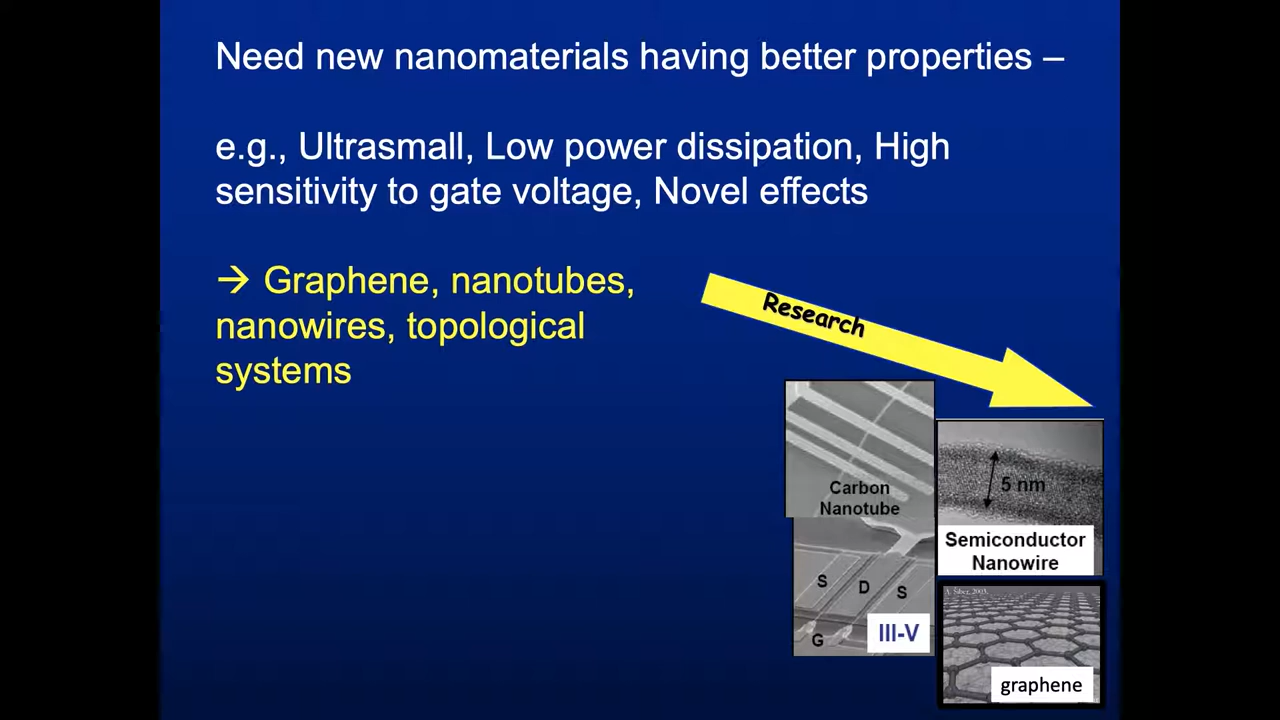 Need new nanomaterials having better properties –
e.g., Ultrasmall, Low power dissipation, High
sensitivity to gate voltage, Novel effects
→ Graphene, nanotubes,
nanowires, topological
systems
Research
Carbon
Nanotube
5 nm
Semiconductor
Nanowire
S
D
S
G
III-V
graphene